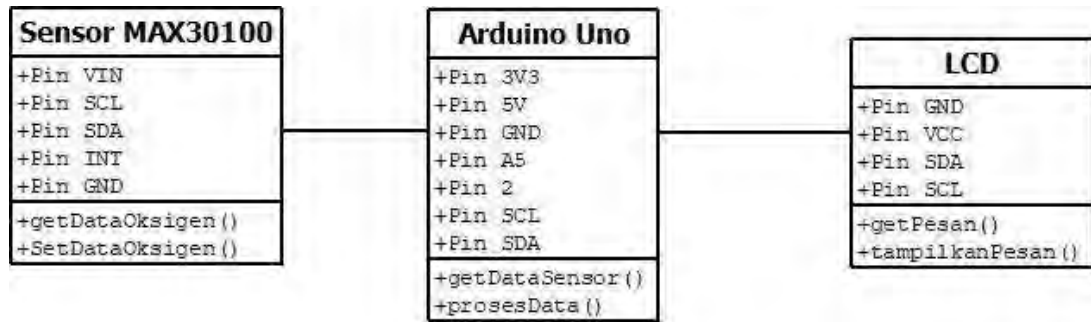 Sensor MAX30100
+Pin VIN
+Pin SCL
+Pin SDA
+Pin INT
+Pin GND
+getDataOksigen()
+SetDataOksigen()
Arduino Uno
+Pin 3V3
+Pin 5V
+Pin GND
+Pin A5
+Pin 2
+Pin SCL
+Pin SDA
+getDataSensor()
+prosesData()
LCD
+Pin GND
+Pin VCC
+Pin SDA
+Pin SCL
+getPesan()
+tampilkanPesan()